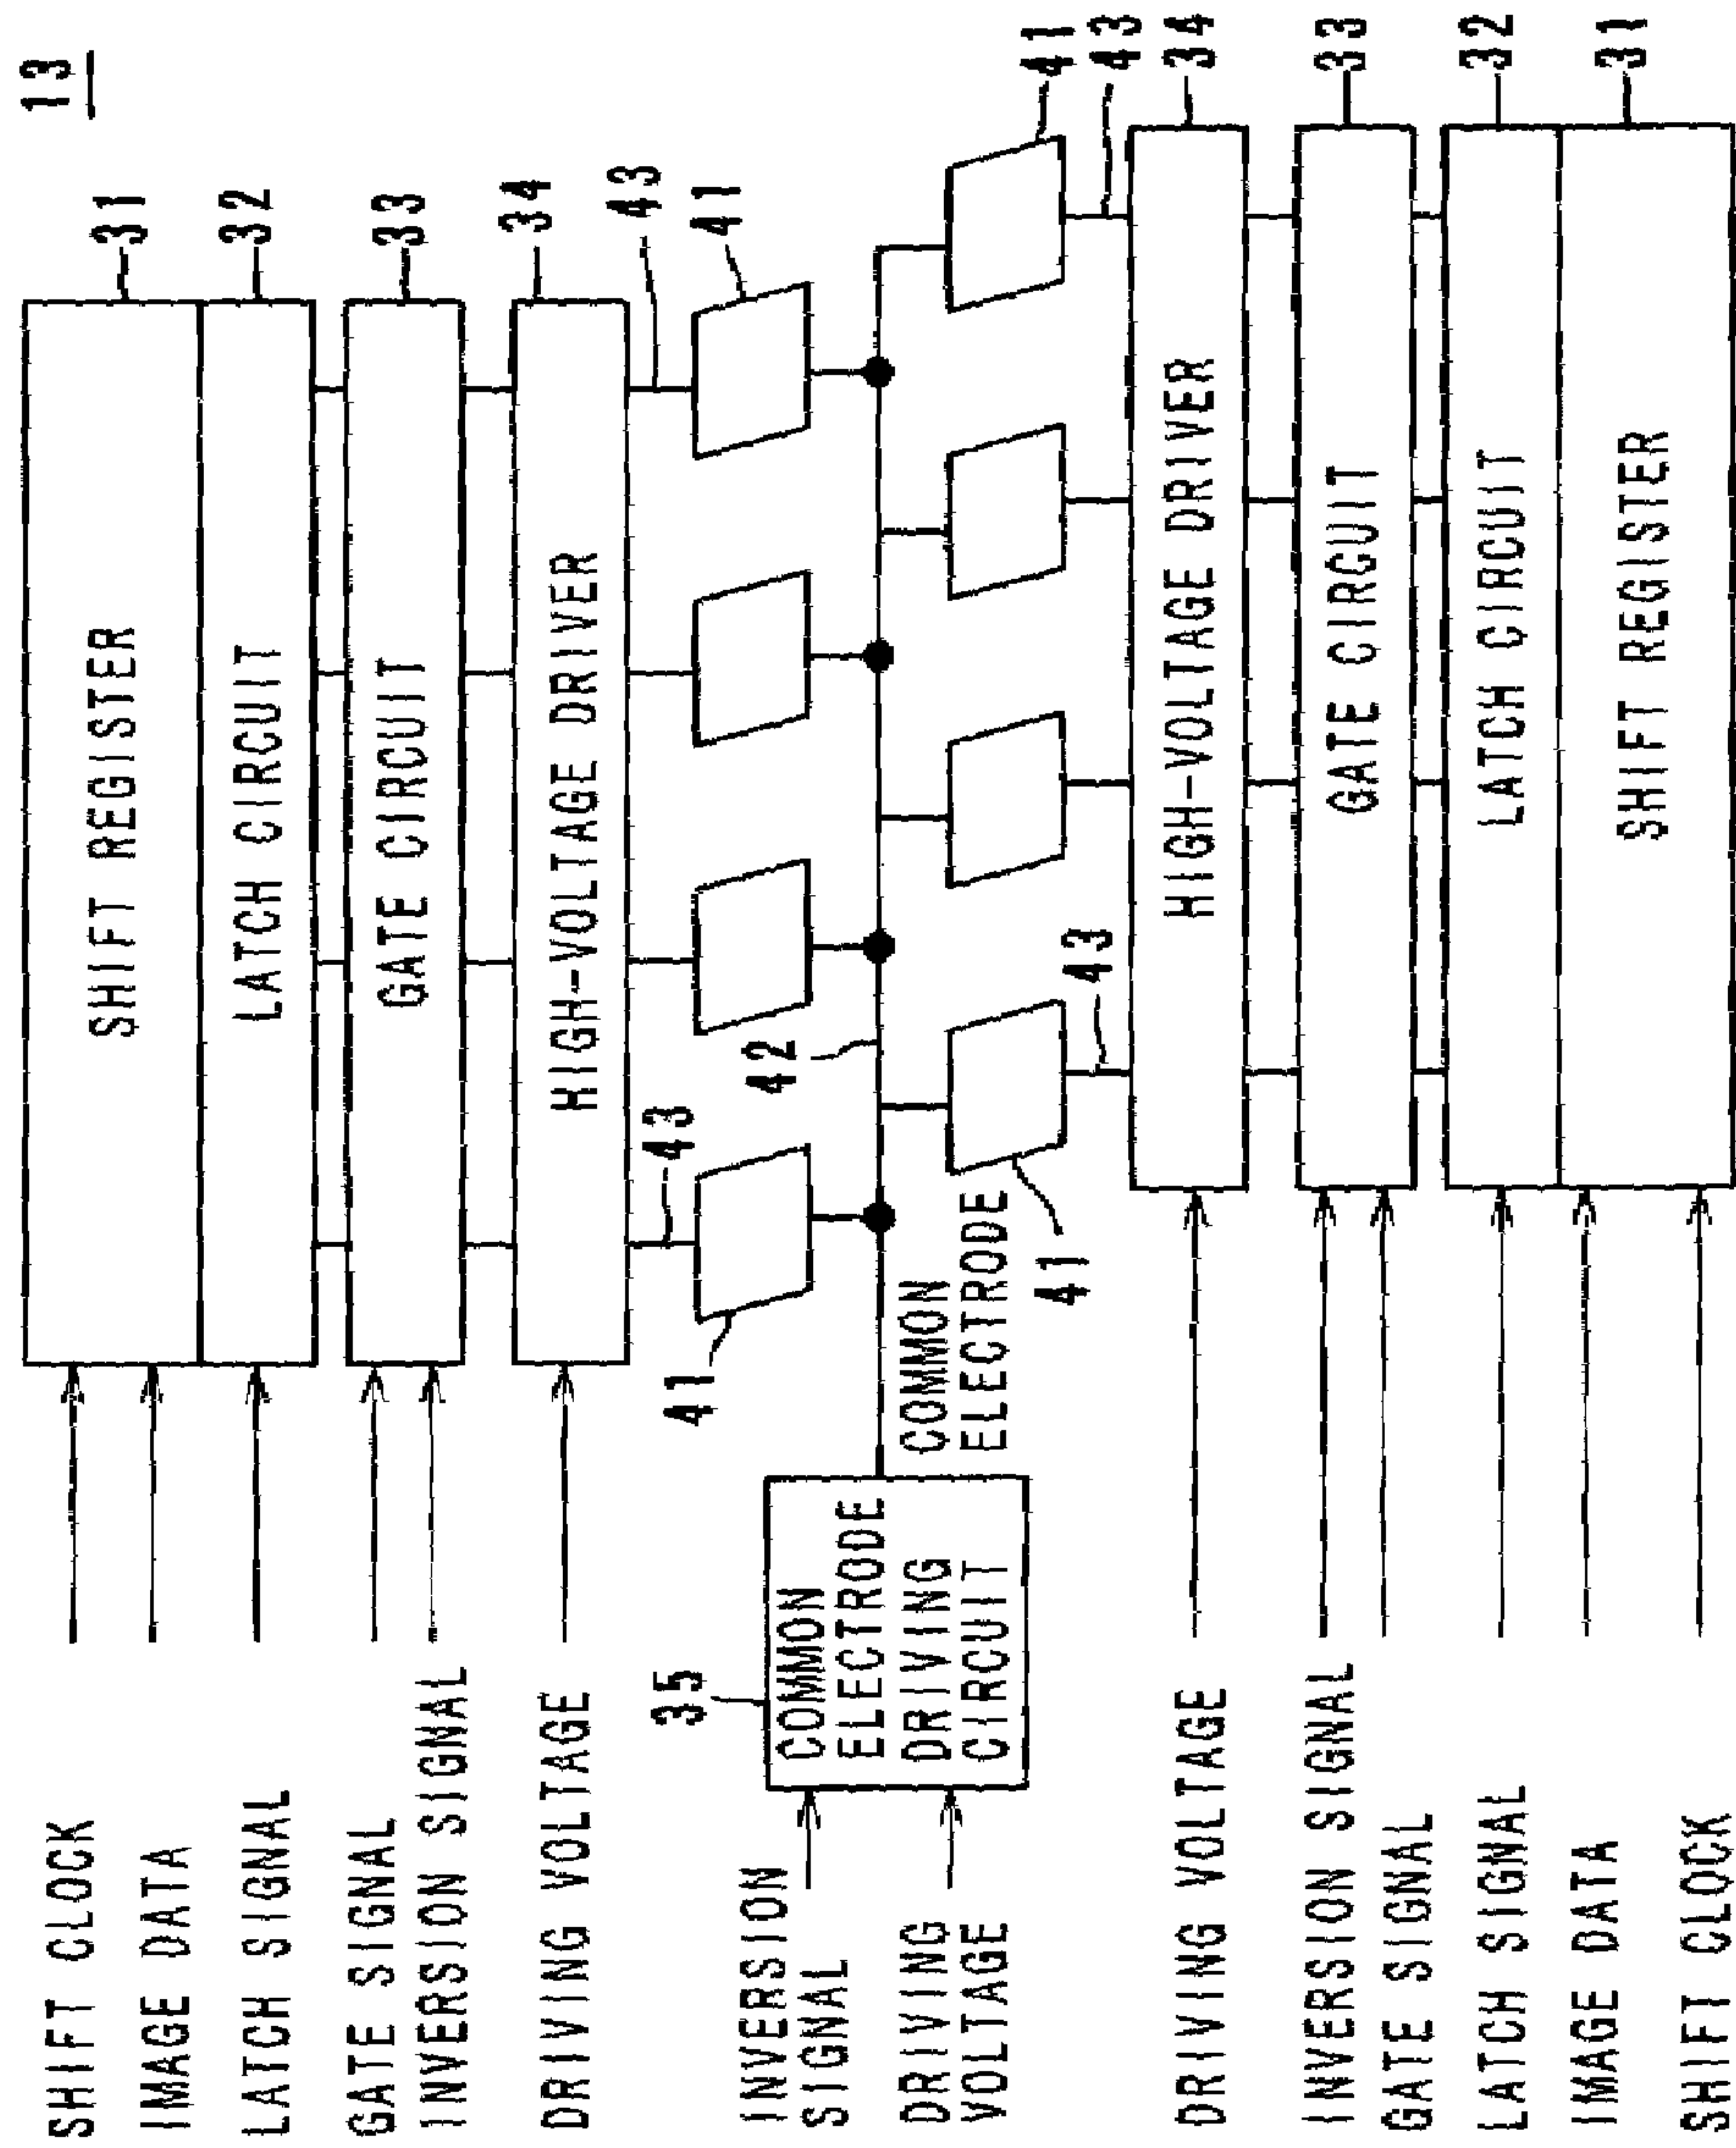 13
SHIFT CLOCK
IMAGE DATA
SHIFT REGISTER
31
LATCH SIGNAL
LATCH CIRCUIT
32
GATE SIGNAL
INVERSION SIGNAL
GATE CIRCUIT
33
DRIVING VOLTAGE
HIGH-VOLTAGE DRIVER
34
43
43
41
41
35
42
INVERSION
SIGNAL
DRIVING
VOLTAGE
COMMON
ELECTRODE
DRIVING
CIRCUIT
COMMON
ELECTRODE
41
43
41
43
DRIVING VOLTAGE
HIGH-VOLTAGE DRIVER
34
INVERSION SIGNAL
GATE SIGNAL
GATE CIRCUIT
33
LATCH SIGNAL
LATCH CIRCUIT
32
IMAGE DATA
SHIFT CLOCK
SHIFT REGISTER
31